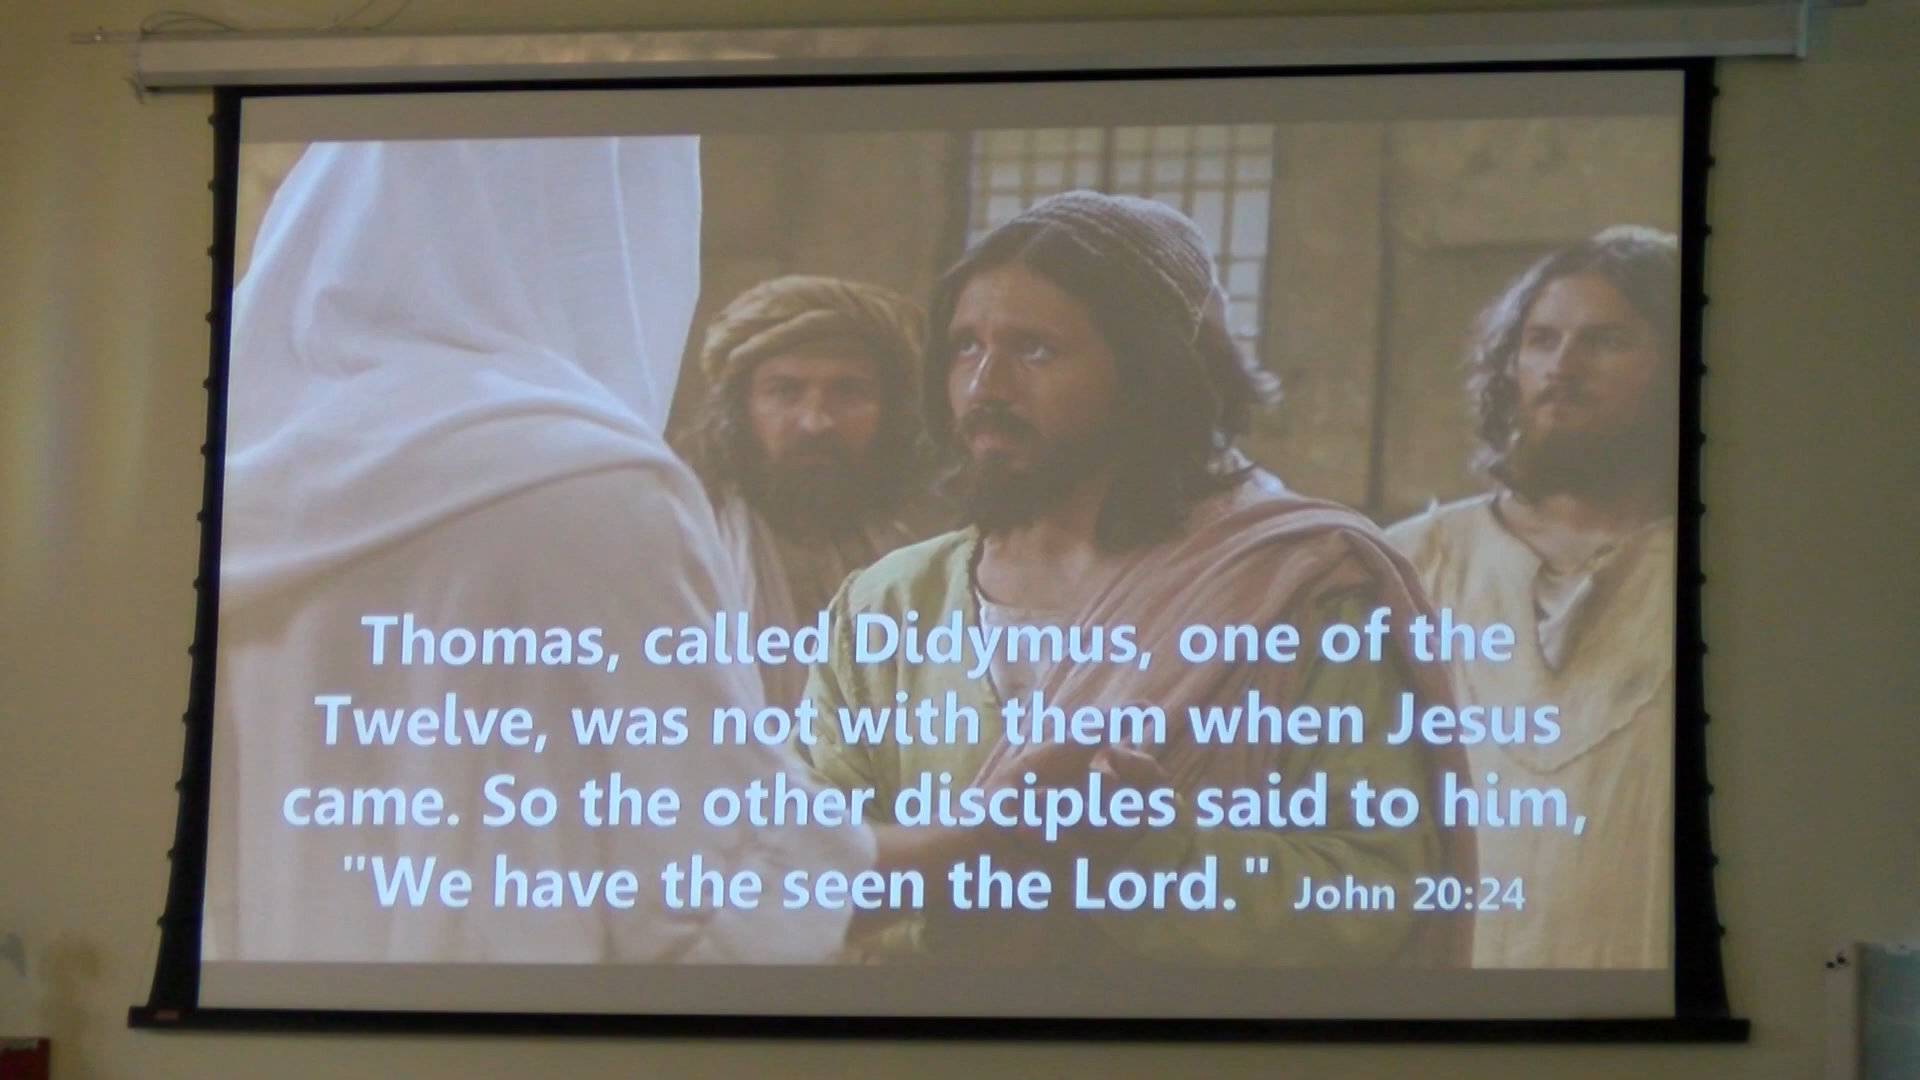 Thomas, called Didymus, one of the
Twelve, was not with them when Jesus
came. So the other disciples said to him,
"We have the seen the Lord." John 20:24